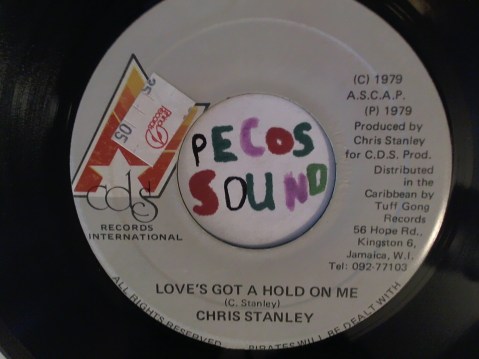 (C) 1979
A.S.C.A.P.
(P) 1979
Produced by
Chris Stanley
for C.D.S. Prod.
Distributed
in the
Caribbean by
Tuff Gong
Records
56 Hope Rd.,
Kingston 6,
Jamaica, W.I.
Tel: 092-77103
PECOS
SOUND
cds
RECORDS
INTERNATIONAL
LOVE'S GOT A HOLD ON ME
(C. Stanley)
CHRIS STANLEY
ALL RIGHTS RESERVED PIRATES WILL BE DEALT WITH